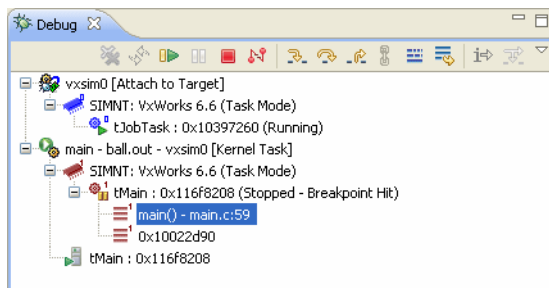 Debug
vxsim0 [Attach to Target]
SIMNT: VxWorks 6.6 (Task Mode)
tJobTask : 0x10397260 (Running)
main - ball.out - vxsim0 [Kernel Task]
SIMNT: VxWorks 6.6 (Task Mode)
tMain : 0x116f8208 (Stopped - Breakpoint Hit)
main() - main.c:59
0x10022d90
tMain : 0x116f8208